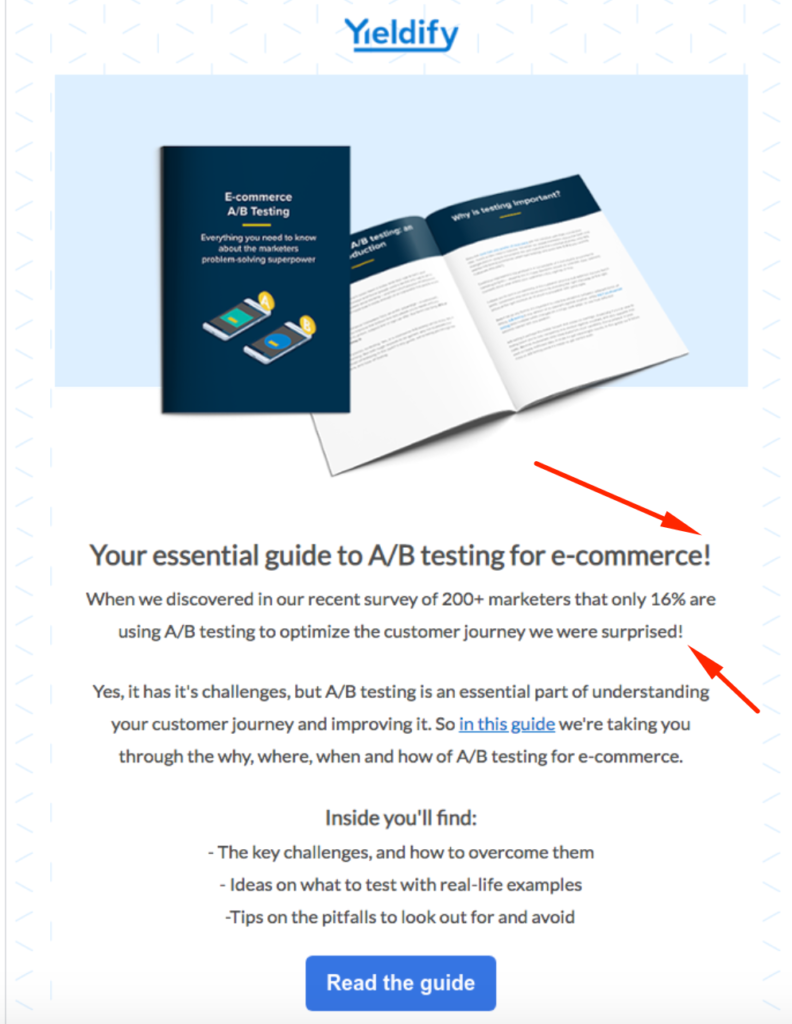 Yieldify
E-commerce
A/B Testing
Everything you need to know
about the marketers
problem-solving superpower
A
B
A/B testing: as
duction
Why is testing important?
Your essential guide to A/B testing for e-commerce!
When we discovered in our recent survey of 200+ marketers that only 16% are
using A/B testing to optimize the customer journey we were surprised!
Yes, it has it's challenges, but A/B testing is an essential part of understanding
your customer journey and improving it. So in this guide we're taking you
through the why, where, when and how of A/B testing for e-commerce.
Inside you'll find:
- The key challenges, and how to overcome them
- Ideas on what to test with real-life examples
-Tips on the pitfalls to look out for and avoid
Read the guide